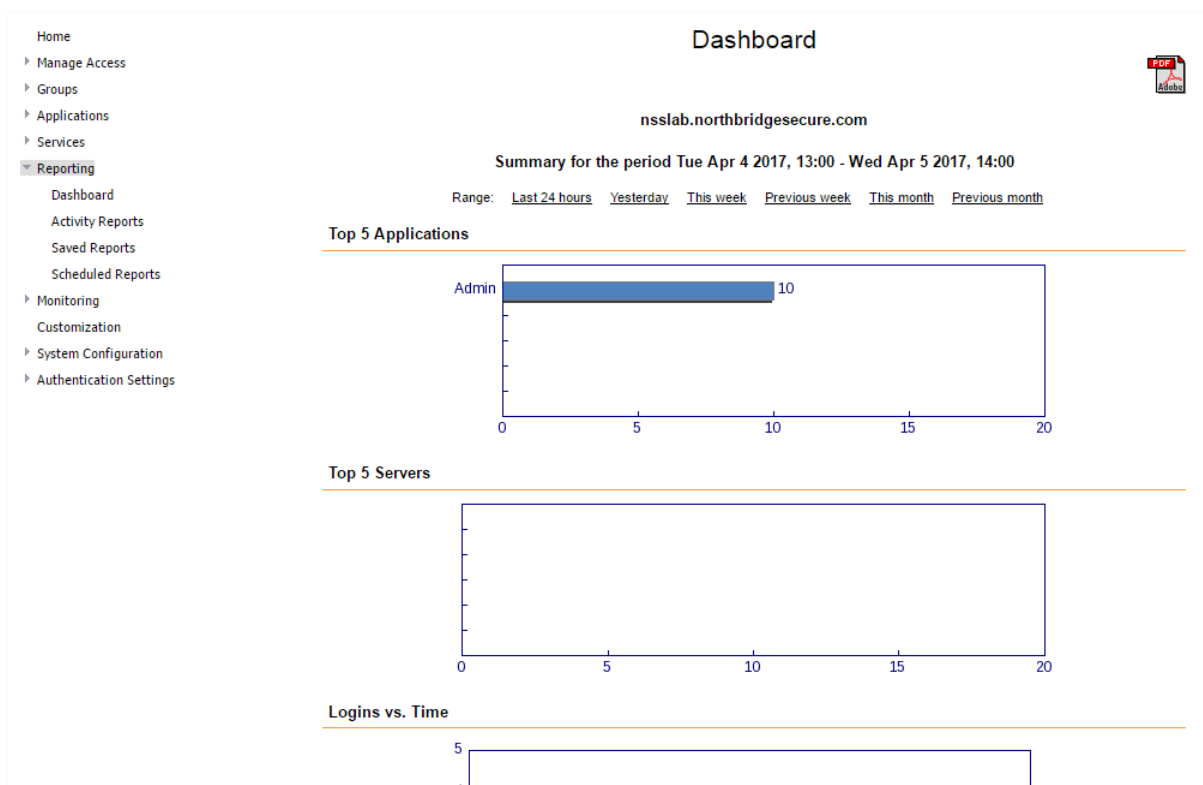 Home
Manage Access
Groups
Applications
Services
Reporting
Dashboard
Activity Reports
Saved Reports
Scheduled Reports
Monitoring
Customization
System Configuration
Authentication Settings
Dashboard
PDF
Adobe
nsslab.northbridgesecure.com
Summary for the period Tue Apr 4 2017, 13:00 - Wed Apr 5 2017, 14:00
Range: Last 24 hours Yesterday This week Previous week This month Previous month
Top 5 Applications
Admin 10
0 5 10 15 20
Top 5 Servers
0 5 10 15 20
Logins vs. Time
5